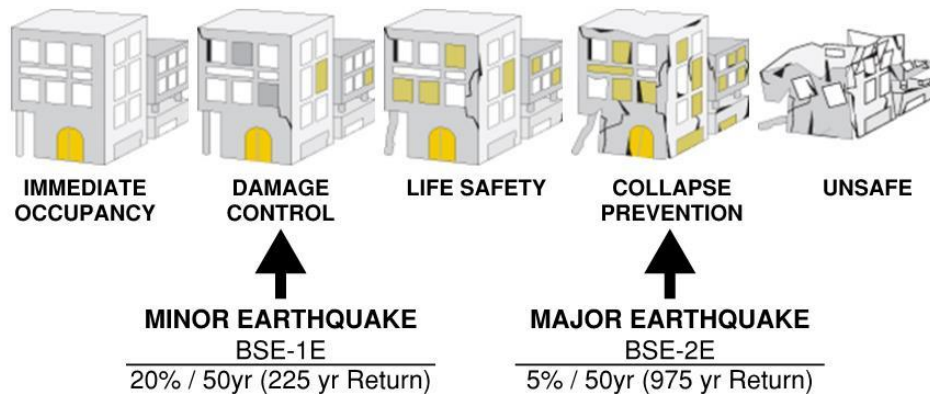 IMMEDIATE
OCCUPANCY
DAMAGE
CONTROL
LIFE SAFETY
COLLAPSE
PREVENTION
UNSAFE
MINOR EARTHQUAKE
BSE-1E
20% / 50yr (225 yr Return)
MAJOR EARTHQUAKE
BSE-2E
5% / 50yr (975 yr Return)